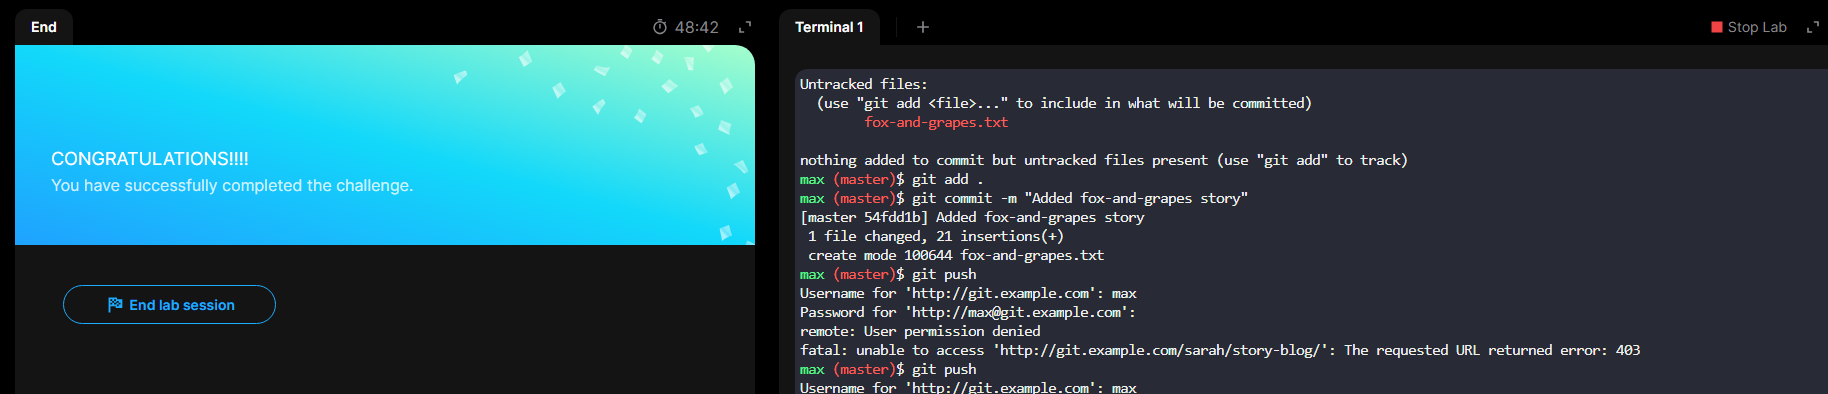 End
48:42
CONGRATULATIONS!!!!
You have successfully completed the challenge.
End lab session
Terminal 1
+
Stop Lab
Untracked files:
  (use "git add <file>..." to include in what will be committed)
        fox-and-grapes.txt
nothing added to commit but untracked files present (use "git add" to track)
max (master)$ git add .
max (master)$ git commit -m "Added fox-and-grapes story"
[master 54fdd1b] Added fox-and-grapes story
 1 file changed, 21 insertions(+)
 create mode 100644 fox-and-grapes.txt
max (master)$ git push
Username for 'http://git.example.com': max
Password for 'http://max@git.example.com':
remote: User permission denied
fatal: unable to access 'http://git.example.com/sarah/story-blog/': The requested URL returned error: 403
max (master)$ git push
Username for 'http://git.example.com': max